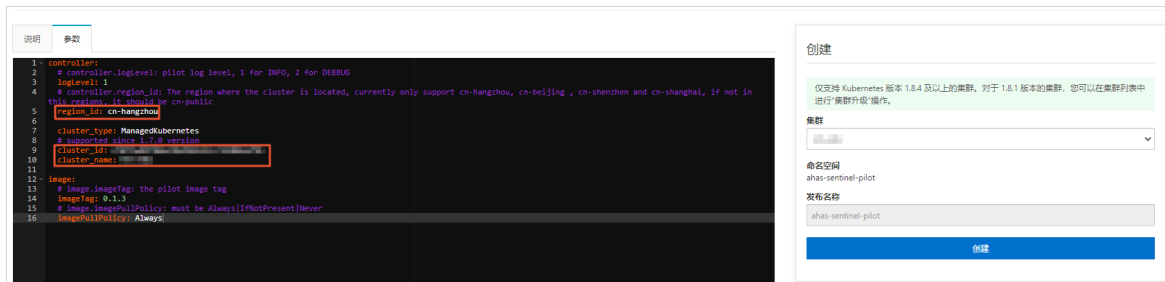 说明 参数
1 controller:
2 # controller.logLevel: pilot log level, 1 for INFO, 2 for DEBBUG
3 logLevel: 1
4 # controller.region_id: The region where the cluster is located, currently only support cn-hangzhou, cn-beijing , cn-shenzhen and cn-shanghai, if not in
this regions, it should be cn-public
5 region_id: cn-hangzhou
6
7 cluster_type: ManagedKubernetes
8 # supported since 1.7.0 version
9 cluster_id:
10 cluster_name:
11
12 image:
13 # image.imageTag: the pilot image tag
14 imageTag: 0.1.3
15 # image.imagePullPolicy: must be Always|IfNotPresent|Never
16 imagePullPolicy: Always
创建
仅支持 Kubernetes 版本 1.8.4 及以上的集群。对于 1.8.1 版本的集群，您可以在集群列表中
进行“集群升级”操作。
集群
命名空间
ahas-sentinel-pilot
发布名称
ahas-sentinel-pilot
创建